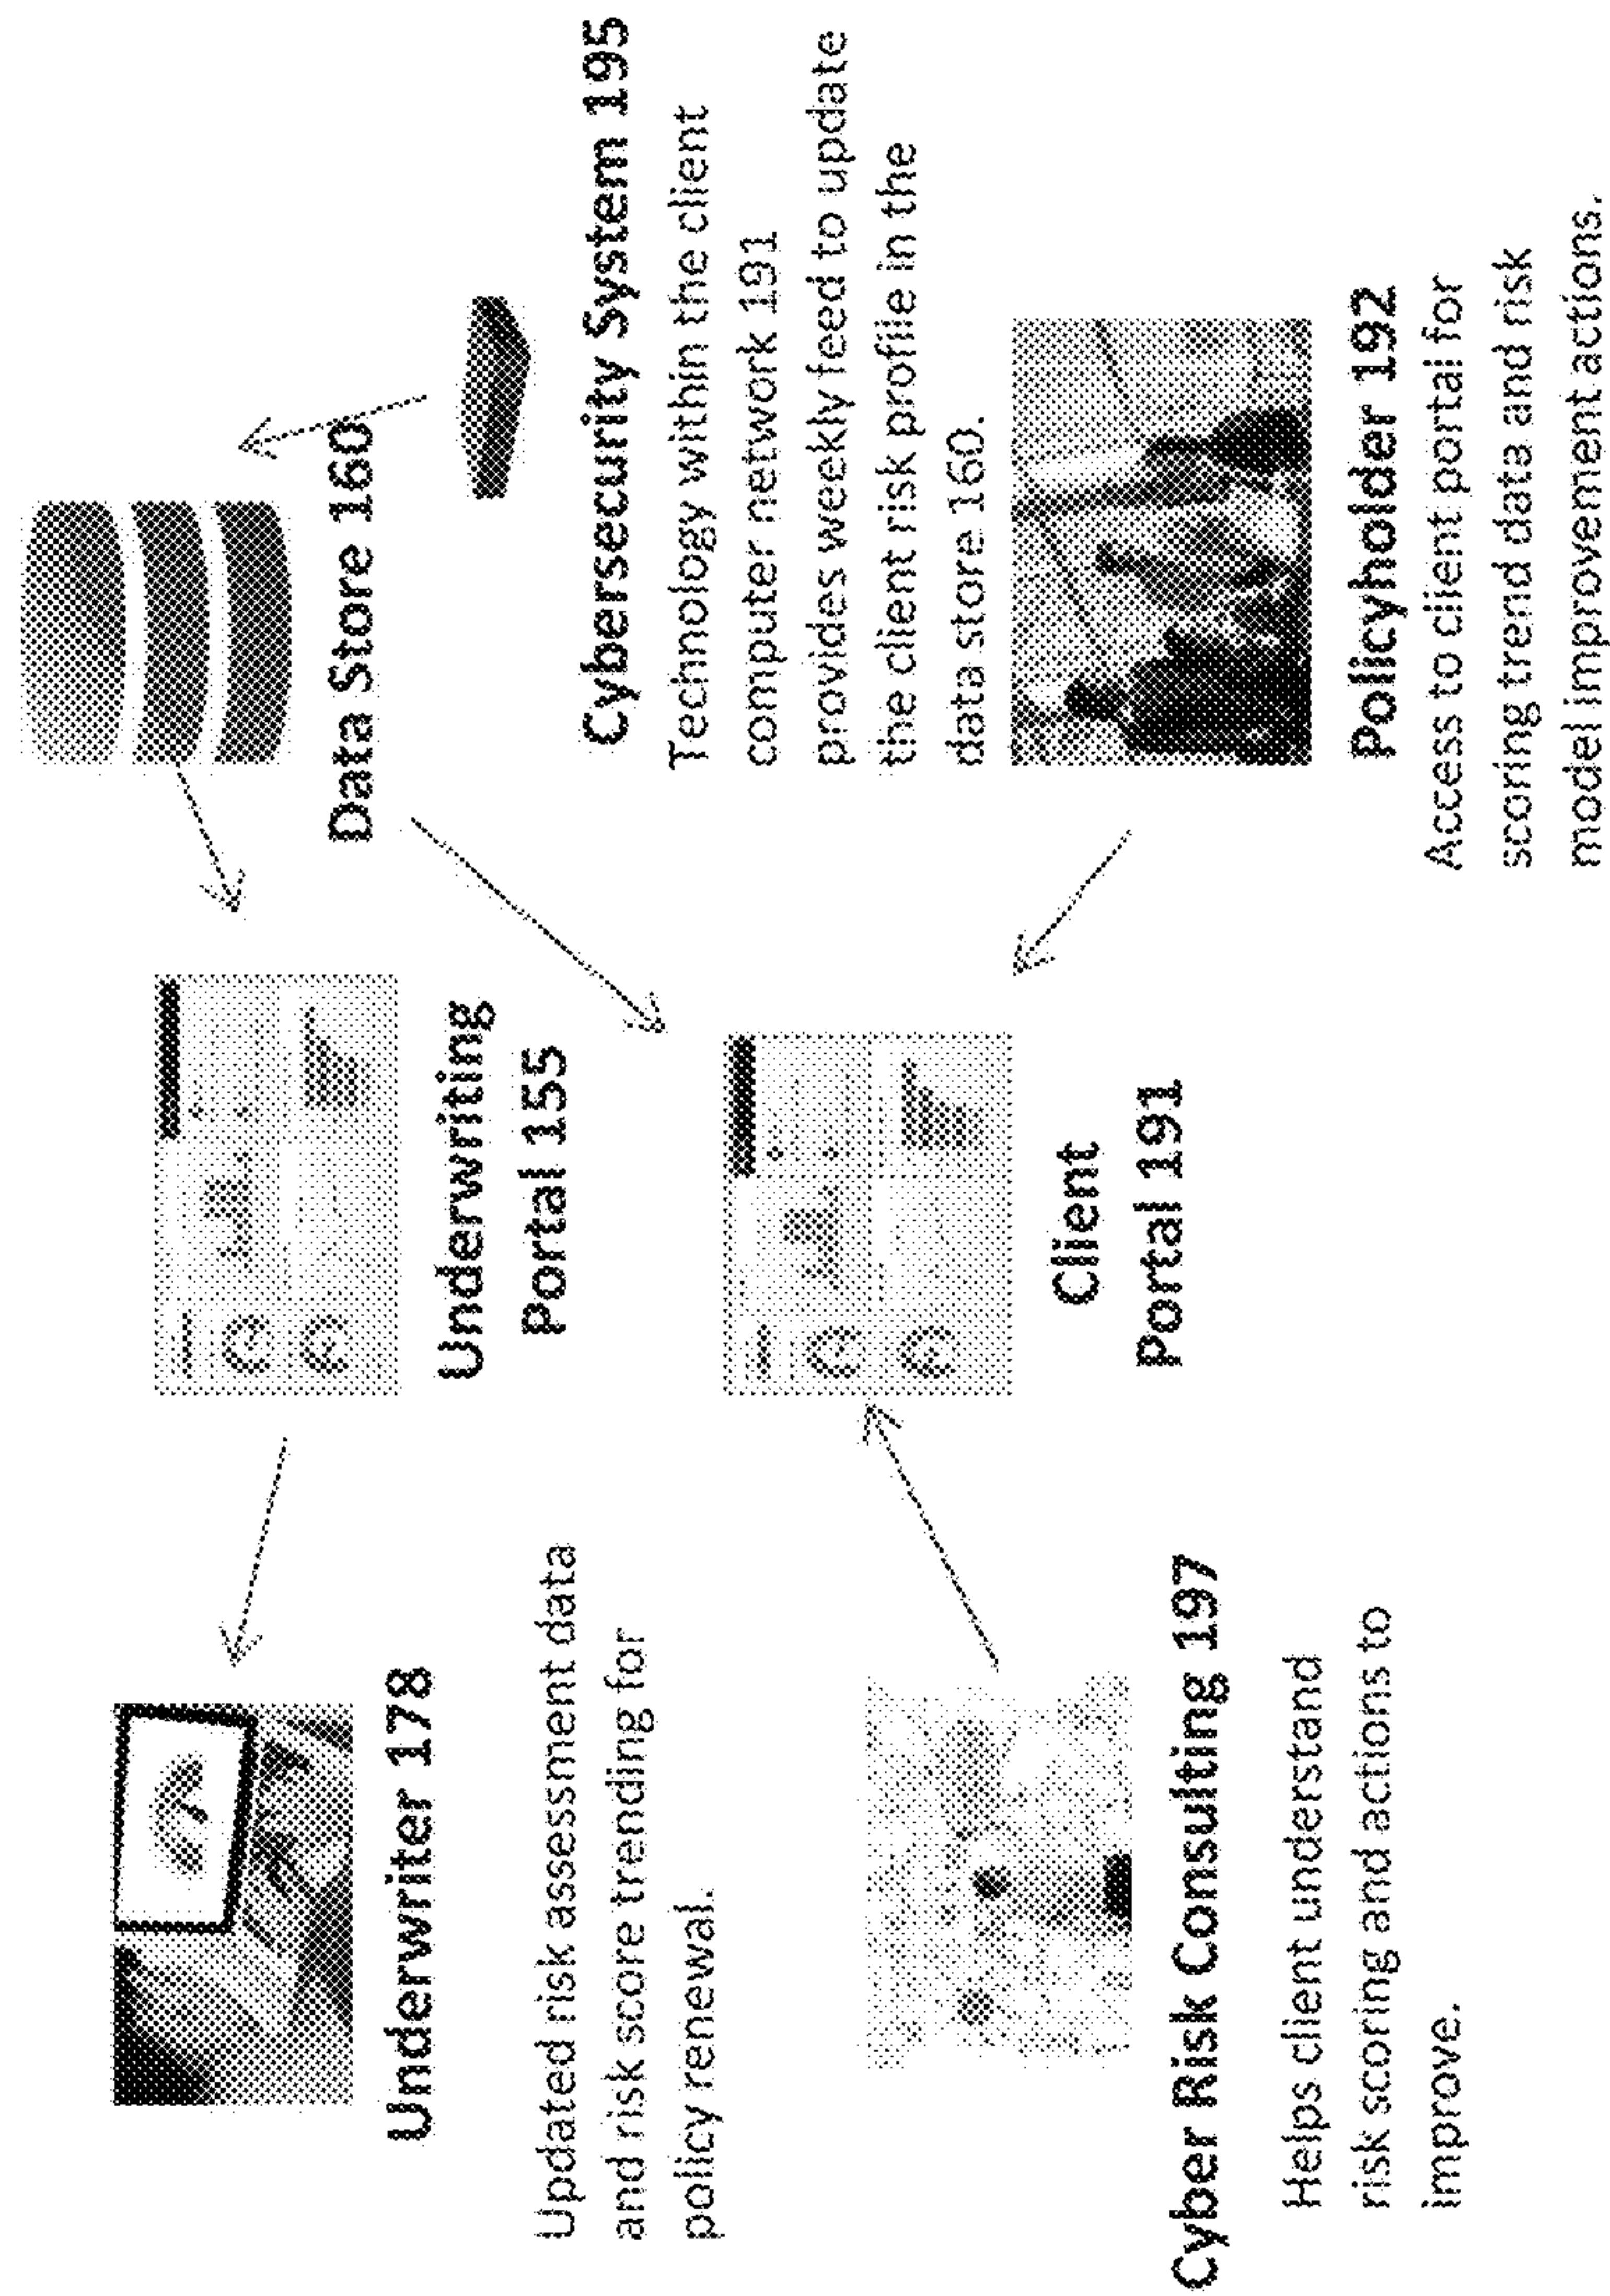 Underwriter 178
Updated risk assessment data
and risk score trending for
policy renewal.
Underwriting
Portal 155
Data Store 160
Cybersecurity System 195
Technology within the client
computer network 191
provides weekly feed to update
the client risk profile in the
data store 160.
Cyber Risk Consulting 197
Helps client understand
risk scoring and actions to
improve.
Client
Portal 191
Policyholder 192
Access to client portal for
scoring trend data and risk
model improvement actions.